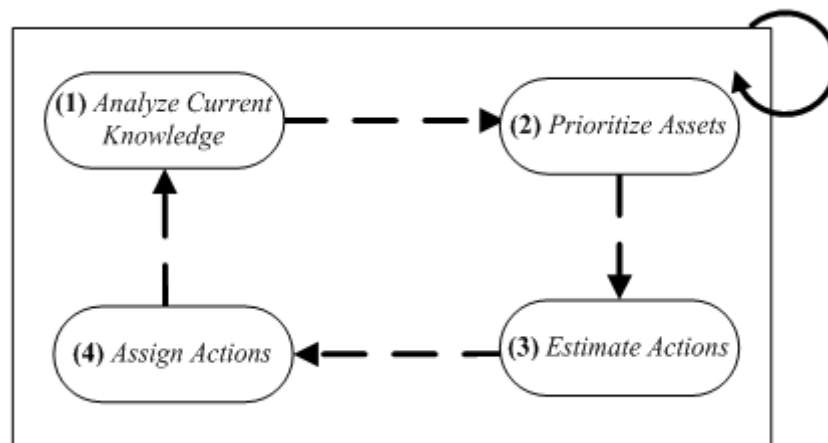 (1) Analyze Current
Knowledge
(2) Prioritize Assets
(4) Assign Actions
(3) Estimate Actions